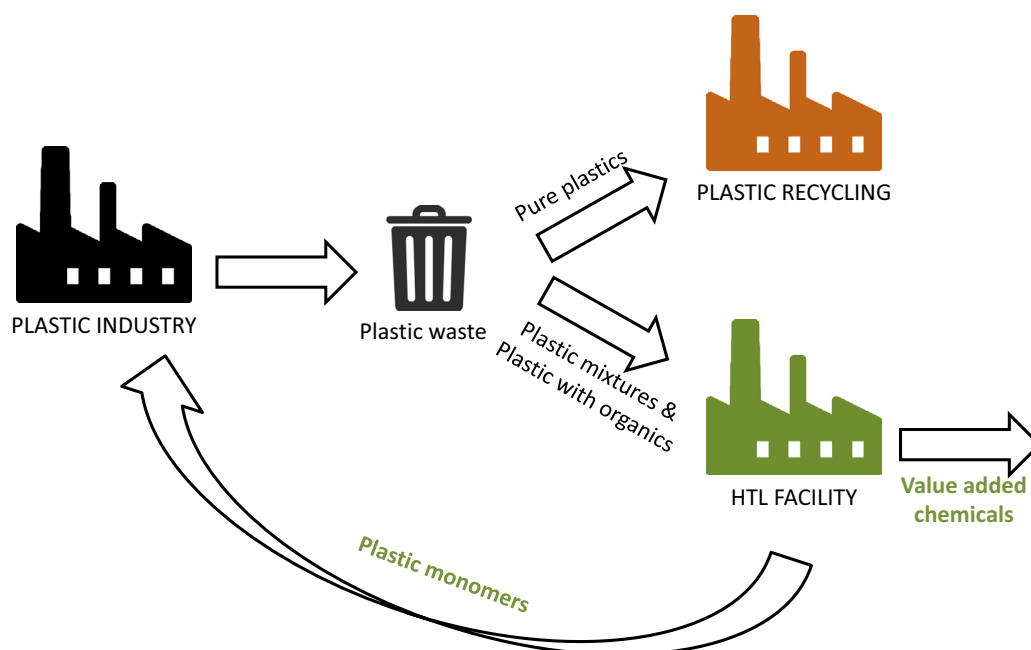 Pure plastics
PLASTIC RECYCLING
PLASTIC INDUSTRY
Plastic waste
Plastic mixtures &
Plastic with organics
HTL FACILITY
Value added
chemicals
Plastic monomers